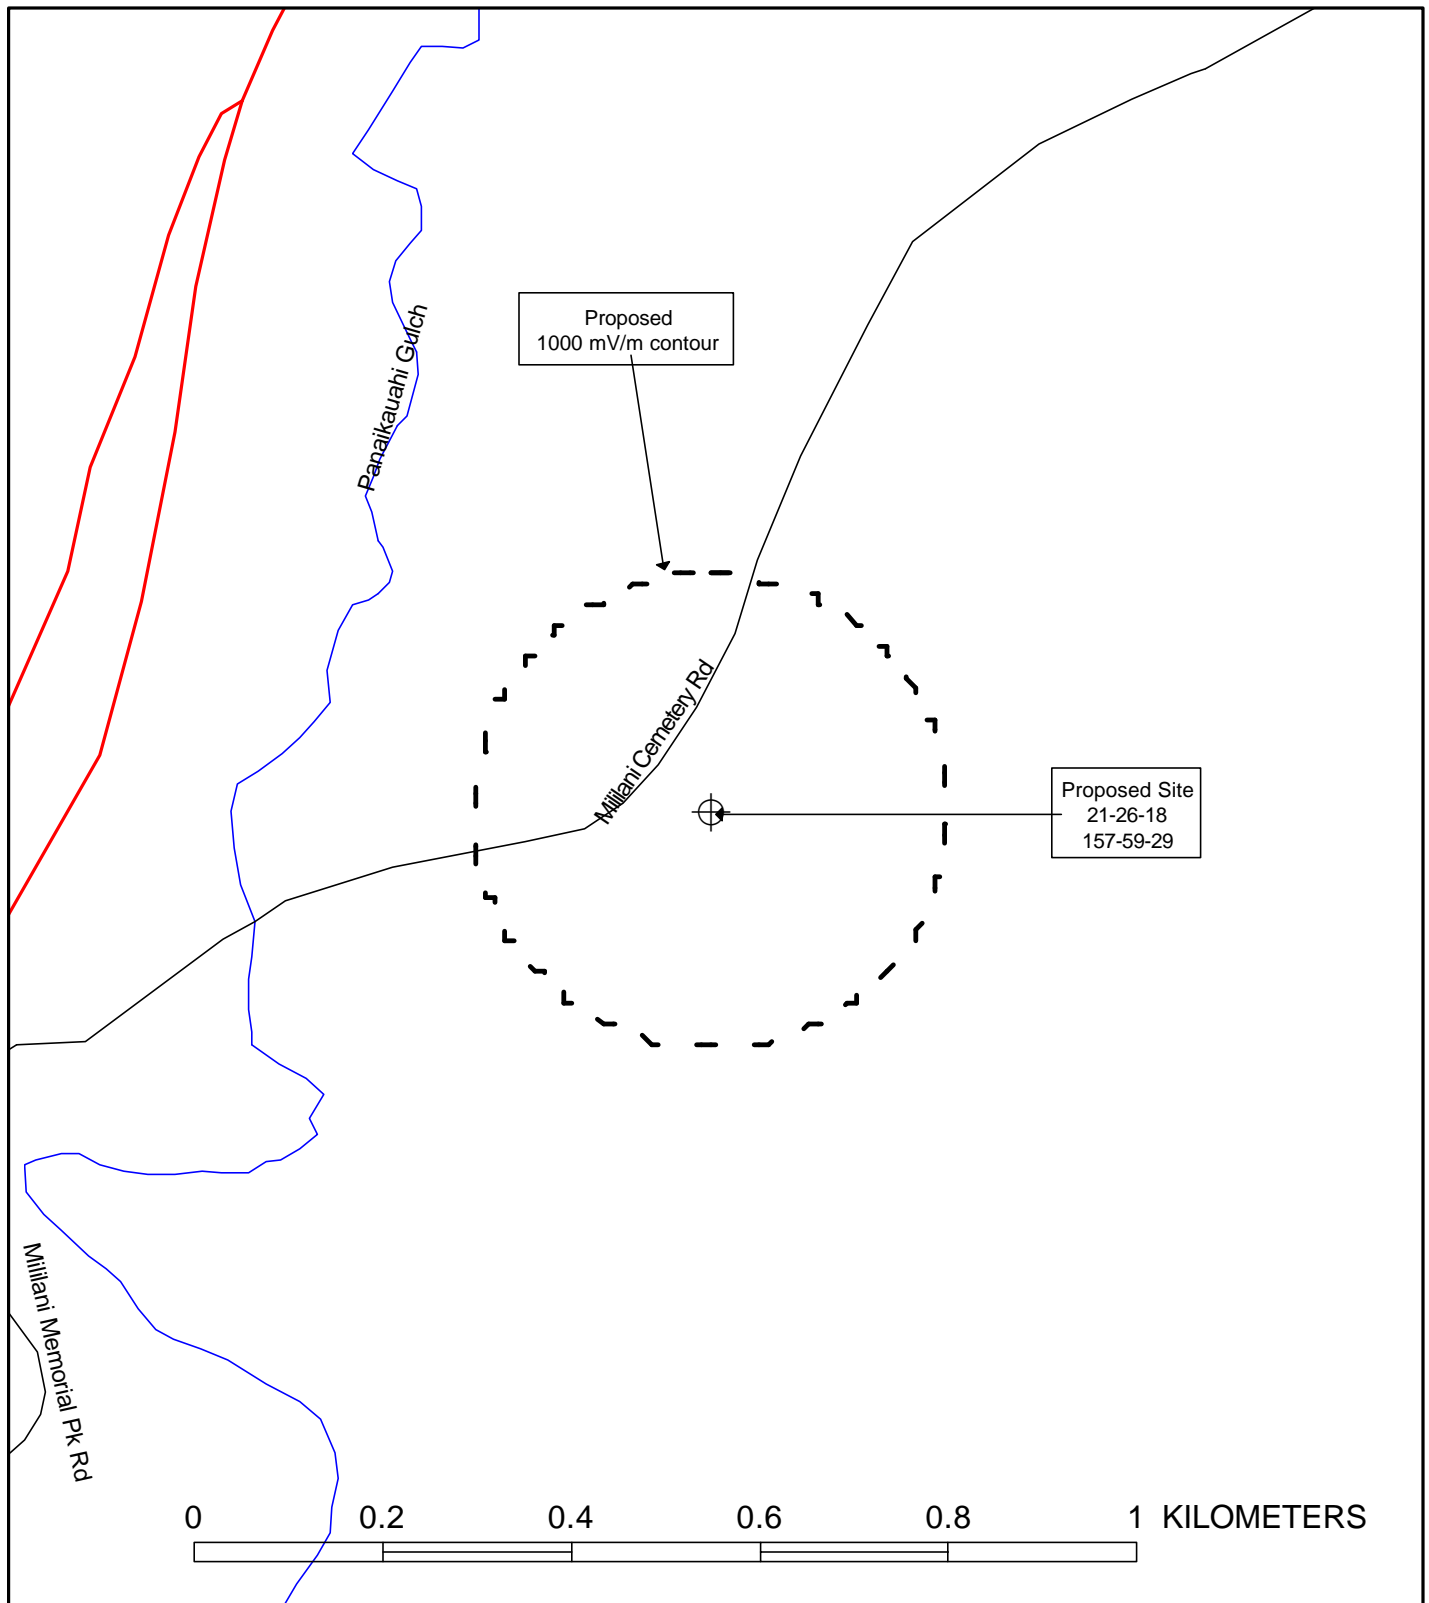 Proposed
1000 mV/m contour
Panaikauahi Gulch
Mililani Cemetery Rd
Proposed Site
21-26-18
157-59-29
Mililani Memorial Pk Rd
0 0.2 0.4 0.6 0.8 1 KILOMETERS